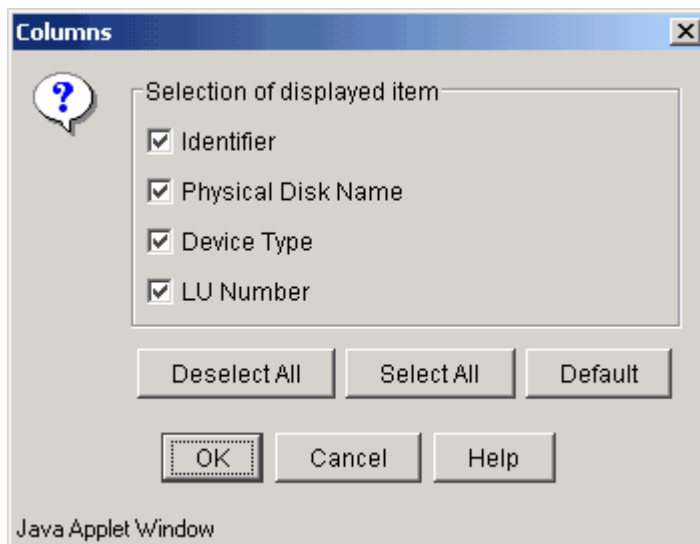 Columns
?
Selection of displayed item
Identifier
Physical Disk Name
Device Type
LU Number
Deselect All Select All Default
OK Cancel Help
Java Applet Window